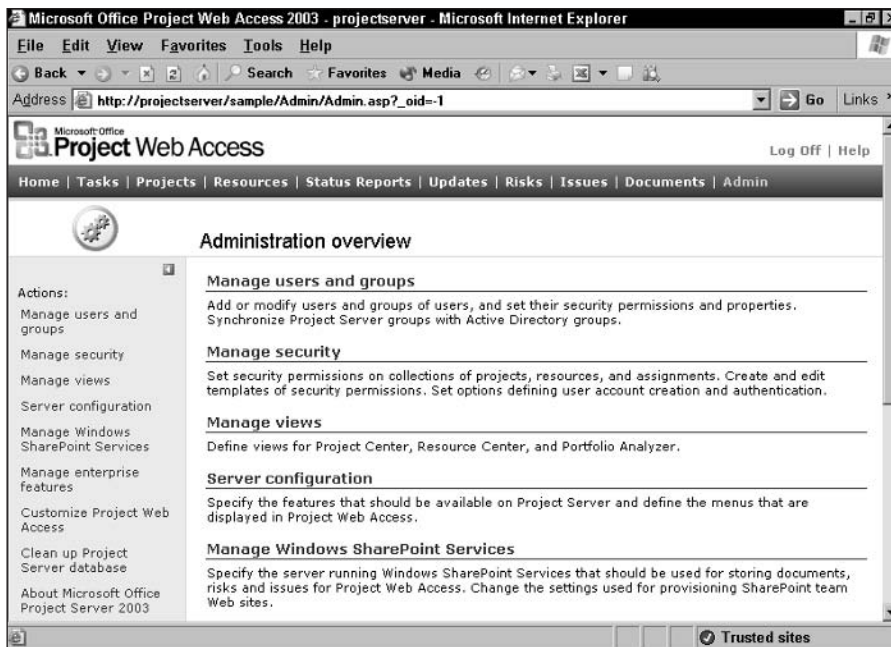 Microsoft Office Project Web Access 2003 - projectserver - Microsoft Internet Explorer
File Edit View Favorites Tools Help
Back Search Favorites Media
Address http://projectserver/sample/Admin/Admin.asp?_oid=-1 Go Links
Microsoft Office
Project Web Access
Log Off | Help
Home | Tasks | Projects | Resources | Status Reports | Updates | Risks | Issues | Documents | Admin
Administration overview
Actions:
Manage users and
groups
Manage security
Manage views
Server configuration
Manage Windows
SharePoint Services
Manage enterprise
features
Customize Project Web
Access
Clean up Project
Server database
About Microsoft Office
Project Server 2003
Manage users and groups
Add or modify users and groups of users, and set their security permissions and properties.
Synchronize Project Server groups with Active Directory groups.
Manage security
Set security permissions on collections of projects, resources, and assignments. Create and edit
templates of security permissions. Set options defining user account creation and authentication.
Manage views
Define views for Project Center, Resource Center, and Portfolio Analyzer.
Server configuration
Specify the features that should be available on Project Server and define the menus that are
displayed in Project Web Access.
Manage Windows SharePoint Services
Specify the server running Windows SharePoint Services that should be used for storing documents,
risks and issues for Project Web Access. Change the settings used for provisioning SharePoint team
Web sites.
Trusted sites